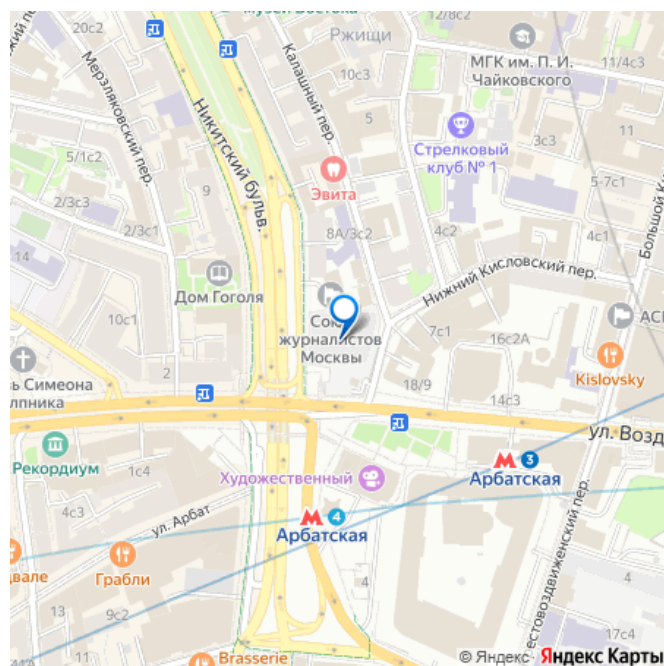 20с2
Музей Востока
Ржищи
12/8с2
МГК им. П. И.
Чайковского
11/4с3
Мерзляковский пер.
Калашный пер.
10с3
5
Стрелковый
клуб № 1
3с3
11
5/1с2
Никитский бульв.
Эвита
5-7с1
2/3с3
9
2/3с1
8А/3с2
4с2
4с1
14
Дом Гоголя
Нижний Кисловский пер.
Большой К
10с1
Союз
журналистов
Москвы
7с1
16с2А
Kislovsky
ь Симеона
лпника
2
18/9
14с3
ул. Возд
Рекордиум
1с4
Художественный
3
Арбатская
4с3
ул. Арбат
4
Арбатская
двале
Грабли
естовоздвиженский пер.
4
9с2
17с4
41А
Brasserie
© Яндекс Яндекс Карты